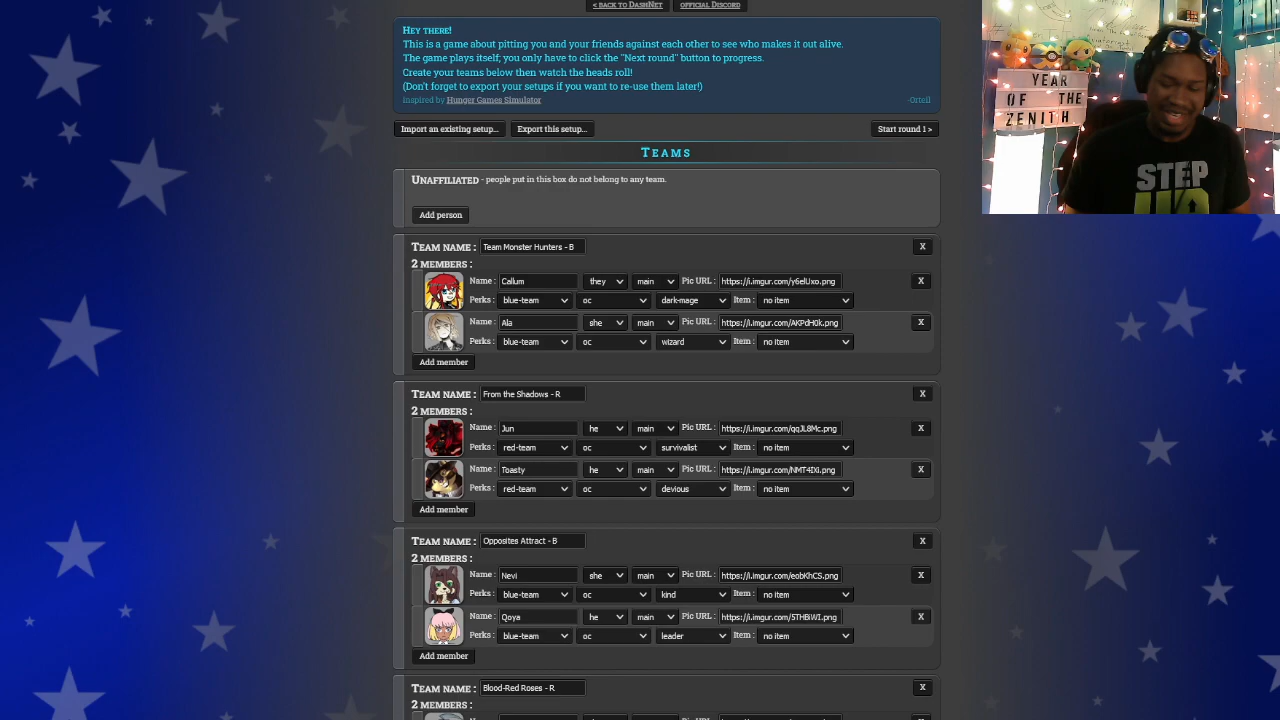 < BACK TO DASHNET OFFICIAL DISCORD
HEY THERE!
This is a game about pitting you and your friends against each other to see who makes it out alive.
The game plays itself, you only have to click the "Next round" button to progress.
Create your teams below then watch the heads roll!
(Don't forget to export your setups if you want to re-use them later!)
Inspired by Hunger Games Simulator -Orteil
Import an existing setup... Export this setup... Start round 1 >
TEAMS
UNAFFILIATED - people put in this box do not belong to any team.
Add person
TEAM NAME : Team Monster Hunters - B X
2 MEMBERS :
Name : Callum they main Pic URL : https://i.imgur.com/y6elUxo.png X
Perks : blue-team oc dark-mage Item : no item
Name : Ala she main Pic URL : https://i.imgur.com/AKPdH0k.png X
Perks : blue-team oc wizard Item : no item
Add member
TEAM NAME : From the Shadows - R X
2 MEMBERS :
Name : Jun he main Pic URL : https://i.imgur.com/qqJL8Mc.png X
Perks : red-team oc survivalist Item : no item
Name : Toasty he main Pic URL : https://i.imgur.com/NMT4IXi.png X
Perks : red-team oc devious Item : no item
Add member
TEAM NAME : Opposites Attract - B X
2 MEMBERS :
Name : Nevi she main Pic URL : https://i.imgur.com/eobKhCS.png X
Perks : blue-team oc kind Item : no item
Name : Qoya he main Pic URL : https://i.imgur.com/5THBiWI.png X
Perks : blue-team oc leader Item : no item
Add member
TEAM NAME : Blood-Red Roses - R X
2 MEMBERS :
YEAR
OF THE
ZENITH
STEP
UP